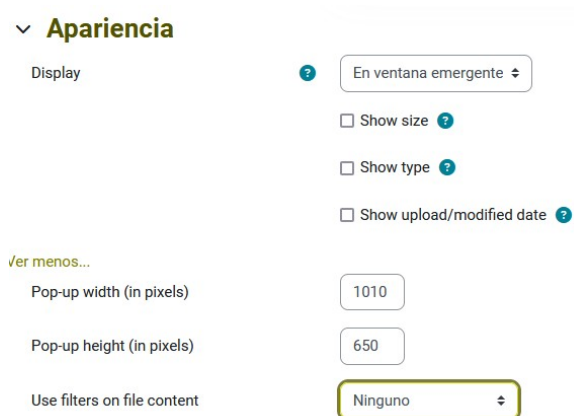 Apariencia
Display ? En ventana emergente
Show size ?
Show type ?
Show upload/modified date ?
Ver menos...
Pop-up width (in pixels) 1010
Pop-up height (in pixels) 650
Use filters on file content Ninguno